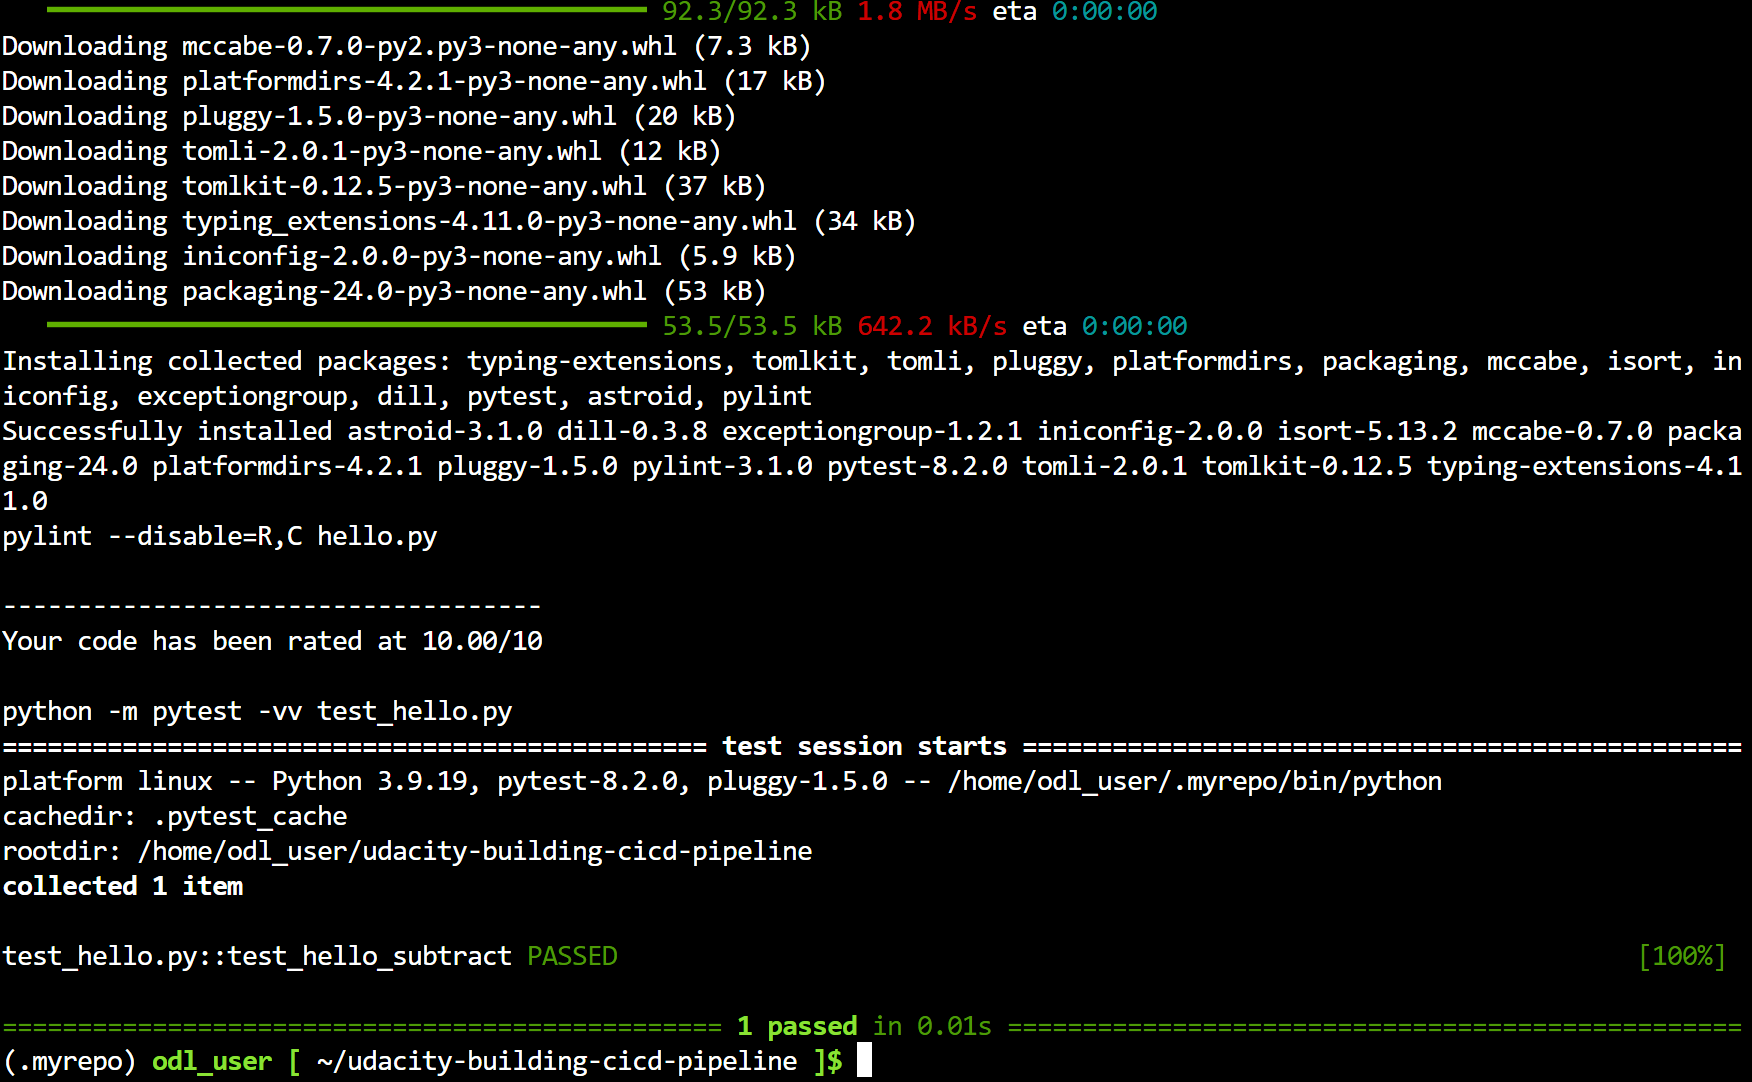 92.3/92.3 kB 1.8 MB/s eta 0:00:00
Downloading mccabe-0.7.0-py2.py3-none-any.whl (7.3 kB)
Downloading platformdirs-4.2.1-py3-none-any.whl (17 kB)
Downloading pluggy-1.5.0-py3-none-any.whl (20 kB)
Downloading tomli-2.0.1-py3-none-any.whl (12 kB)
Downloading tomlkit-0.12.5-py3-none-any.whl (37 kB)
Downloading typing_extensions-4.11.0-py3-none-any.whl (34 kB)
Downloading iniconfig-2.0.0-py3-none-any.whl (5.9 kB)
Downloading packaging-24.0-py3-none-any.whl (53 kB)
53.5/53.5 kB 642.2 kB/s eta 0:00:00
Installing collected packages: typing-extensions, tomlkit, tomli, pluggy, platformdirs, packaging, mccabe, isort, in
iconfig, exceptiongroup, dill, pytest, astroid, pylint
Successfully installed astroid-3.1.0 dill-0.3.8 exceptiongroup-1.2.1 iniconfig-2.0.0 isort-5.13.2 mccabe-0.7.0 packa
ging-24.0 platformdirs-4.2.1 pluggy-1.5.0 pylint-3.1.0 pytest-8.2.0 tomli-2.0.1 tomlkit-0.12.5 typing-extensions-4.1
1.0
pylint --disable=R,C hello.py
------------------------------------
Your code has been rated at 10.00/10
python -m pytest -vv test_hello.py
=============================================== test session starts ================================================
platform linux -- Python 3.9.19, pytest-8.2.0, pluggy-1.5.0 -- /home/odl_user/.myrepo/bin/python
cachedir: .pytest_cache
rootdir: /home/odl_user/udacity-building-cicd-pipeline
collected 1 item
test_hello.py::test_hello_subtract PASSED [100%]
================================================ 1 passed in 0.01s =================================================
(.myrepo) odl_user [ ~/udacity-building-cicd-pipeline ]$